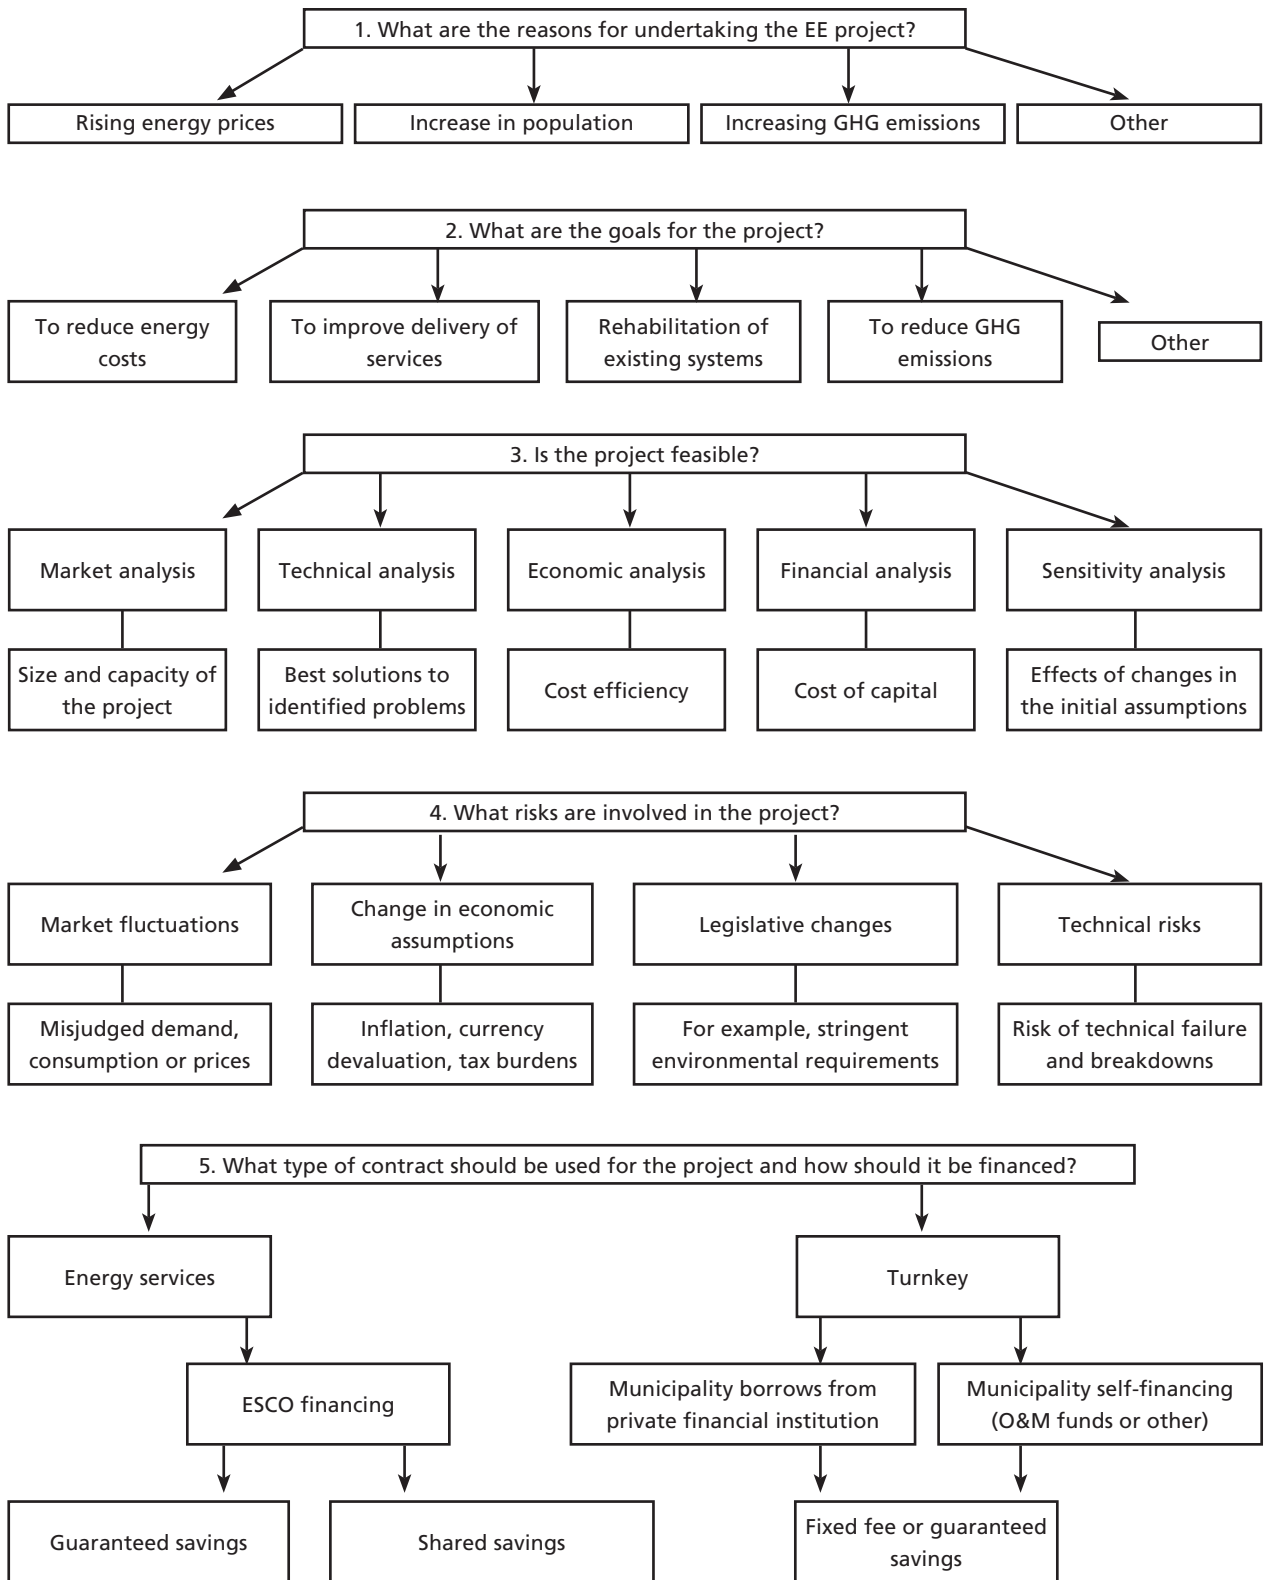 1. What are the reasons for undertaking the EE project?
Rising energy prices
Increase in population
Increasing GHG emissions
Other
2. What are the goals for the project?
To reduce energy
costs
To improve delivery of
services
Rehabilitation of
existing systems
To reduce GHG
emissions
Other
3. Is the project feasible?
Market analysis
Technical analysis
Economic analysis
Financial analysis
Sensitivity analysis
Size and capacity of
the project
Best solutions to
identified problems
Cost efficiency
Cost of capital
Effects of changes in
the initial assumptions
4. What risks are involved in the project?
Market fluctuations
Change in economic
assumptions
Legislative changes
Technical risks
Misjudged demand,
consumption or prices
Inflation, currency
devaluation, tax burdens
For example, stringent
environmental requirements
Risk of technical failure
and breakdowns
5. What type of contract should be used for the project and how should it be financed?
Energy services
Turnkey
ESCO financing
Municipality borrows from
private financial institution
Municipality self-financing
(O&M funds or other)
Guaranteed savings
Shared savings
Fixed fee or guaranteed
savings